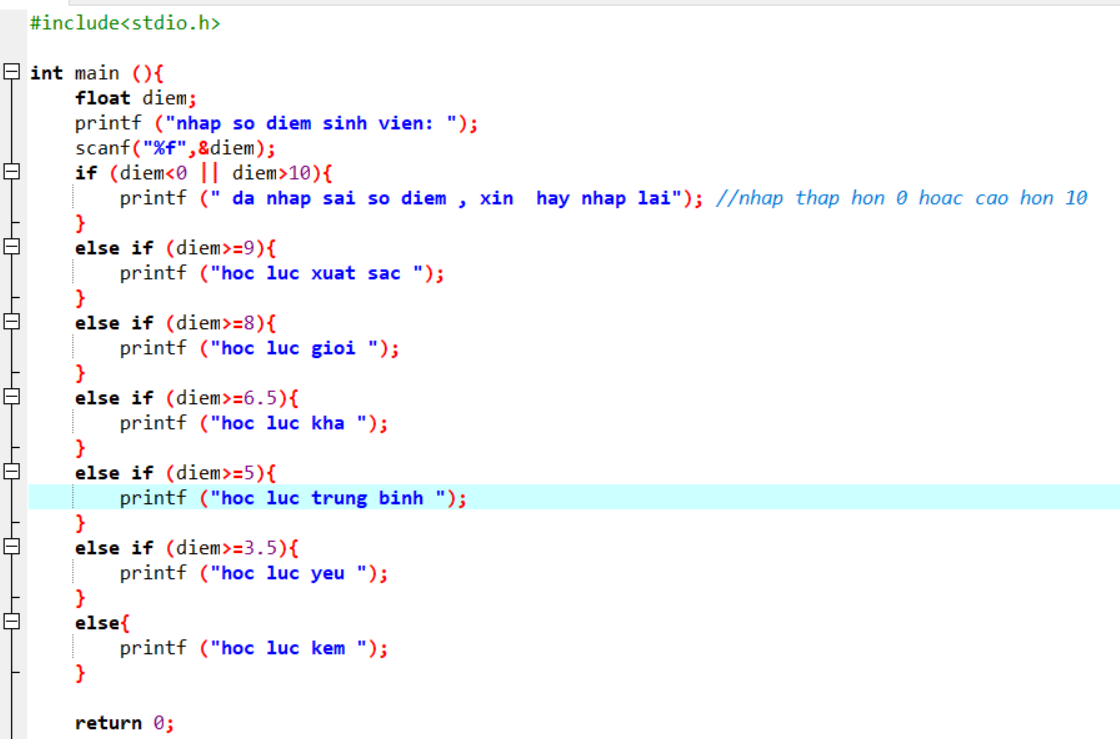 #include<stdio.h>
int main (){
float diem;
printf ("nhap so diem sinh vien: ");
scanf("%f",&diem);
if (diem<0 || diem>10){
printf (" da nhap sai so diem , xin  hay nhap lai"); //nhap thap hon 0 hoac cao hon 10
}
else if (diem>=9){
printf ("hoc luc xuat sac ");
}
else if (diem>=8){
printf ("hoc luc gioi ");
}
else if (diem>=6.5){
printf ("hoc luc kha ");
}
else if (diem>=5){
printf ("hoc luc trung binh ");
}
else if (diem>=3.5){
printf ("hoc luc yeu ");
}
else{
printf ("hoc luc kem ");
}
return 0;